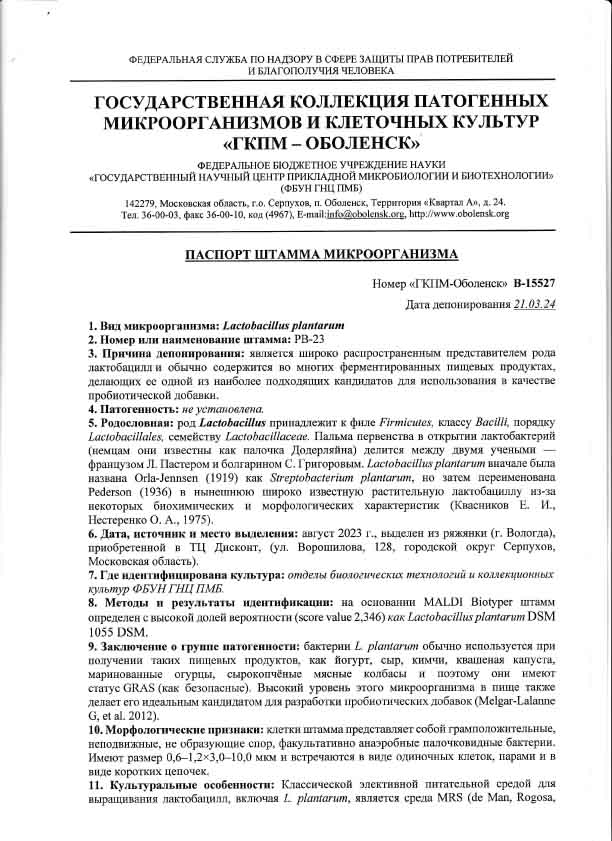 ФЕДЕРАЛЬНАЯ СЛУЖБА ПО НАДЗОРУ В СФЕРЕ ЗАЩИТЫ ПРАВ ПОТРЕБИТЕЛЕЙ
И БЛАГОПОЛУЧИЯ ЧЕЛОВЕКА
ГОСУДАРСТВЕННАЯ КОЛЛЕКЦИЯ ПАТОГЕННЫХ
МИКРООРГАНИЗМОВ И КЛЕТОЧНЫХ КУЛЬТУР
«ГКПМ – ОБОЛЕНСК»
ФЕДЕРАЛЬНОЕ БЮДЖЕТНОЕ УЧРЕЖДЕНИЕ НАУКИ
«ГОСУДАРСТВЕННЫЙ НАУЧНЫЙ ЦЕНТР ПРИКЛАДНОЙ МИКРОБИОЛОГИИ И БИОТЕХНОЛОГИИ»
(ФБУН ГНЦ ПМБ)
142279, Московская область, г.о. Серпухов, п. Оболенск, Территория «Квартал А», д. 24.
Тел. 36-00-03, факс 36-00-10, код (4967), E-mail:info@obolensk.org, http://www.obolensk.org
ПАСПОРТ ШТАММА МИКРООРГАНИЗМА
Номер «ГКПМ-Оболенск» В-15527
Дата депонирования 21.03.24
1. Вид микроорганизма: Lactobacillus plantarum
2. Номер или наименование штамма: РВ-23
3. Причина депонирования: является широко распространенным представителем рода
лактобацилл и обычно содержится во многих ферментированных пищевых продуктах,
делающих ее одной из наиболее подходящих кандидатов для использования в качестве
пробиотической добавки.
4. Патогенность: не установлена.
5. Родословная: род Lactobacillus принадлежит к филе Firmicutes, классу Bacilli, порядку
Lactobacillales, семейству Lactobacillaceae. Пальма первенства в открытии лактобактерий
(немцам они известны как палочка Додерляйна) делится между двумя учеными —
французом Л. Пастером и болгарином С. Григоровым. Lactobacillus plantarum вначале была
названа Orla-Jennsen (1919) как Streptobacterium plantarum, но затем переименована
Pederson (1936) в нынешнюю широко известную растительную лактобациллу из-за
некоторых биохимических и морфологических характеристик (Квасников Е. И.,
Нестеренко О. А., 1975).
6. Дата, источник и место выделения: август 2023 г., выделен из ряженки (г. Вологда),
приобретенной в ТЦ Дисконт, (ул. Ворошилова, 128, городской округ Серпухов,
Московская область).
7. Где идентифицирована культура: отделы биологических технологий и коллекционных
культур ФБУН ГНЦ ПМБ.
8. Методы и результаты идентификации: на основании MALDI Biotyper штамм
определен с высокой долей вероятности (score value 2,346) как Lactobacillus plantarum DSM
1055 DSM.
9. Заключение о группе патогенности: бактерии L. plantarum обычно используется при
получении таких пищевых продуктов, как йогурт, сыр, кимчи, квашеная капуста,
маринованные огурцы, сырокопчёные мясные колбасы и поэтому они имеют
статус GRAS (как безопасные). Высокий уровень этого микроорганизма в пище также
делает его идеальным кандидатом для разработки пробиотических добавок (Melgar-Lalanne
G, et al. 2012).
10. Морфологические признаки: клетки штамма представляет собой грамположительные,
неподвижные, не образующие спор, факультативно анаэробные палочковидные бактерии.
Имеют размер 0,6–1,2×3,0–10,0 мкм и встречаются в виде одиночных клеток, парами и в
виде коротких цепочек.
11. Культуральные особенности: Классической элективной питательной средой для
выращивания лактобацилл, включая L. plantarum, является среда MRS (de Man, Rogosa,